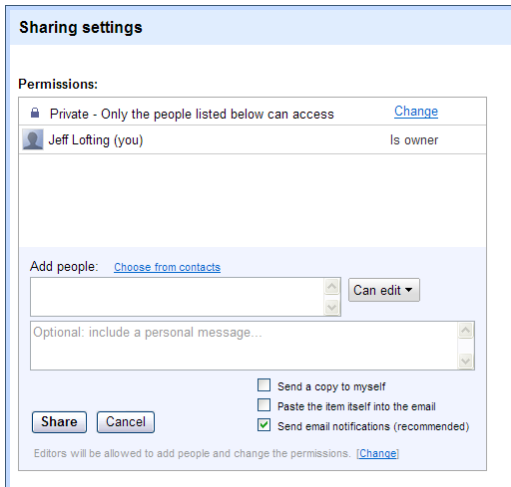 Sharing settings
Permissions:
Private - Only the people listed below can access Change
Jeff Lofting (you) Is owner
Add people: Choose from contacts
Can edit
Optional: include a personal message...
Send a copy to myself
Paste the item itself into the email
Share Cancel Send email notifications (recommended)
Editors will be allowed to add people and change the permissions. [Change]